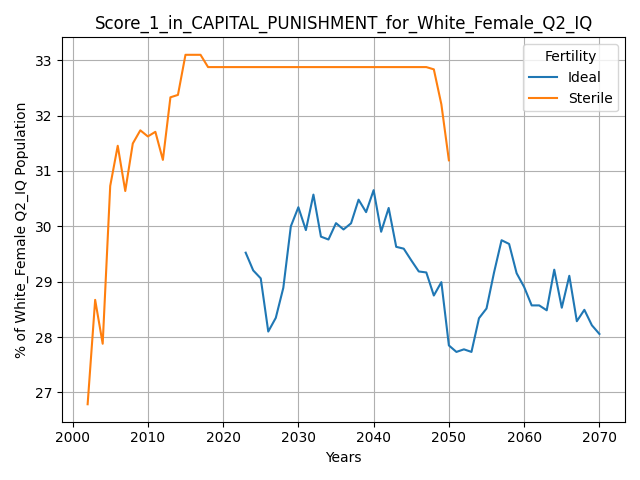 Score_1_in_CAPITAL_PUNISHMENT_for_White_Female_Q2_IQ
Fertility
Ideal
Sterile
% of White_Female Q2_IQ Population
33
32
31
30
29
28
27
2000 2010 2020 2030 2040 2050 2060 2070
Years